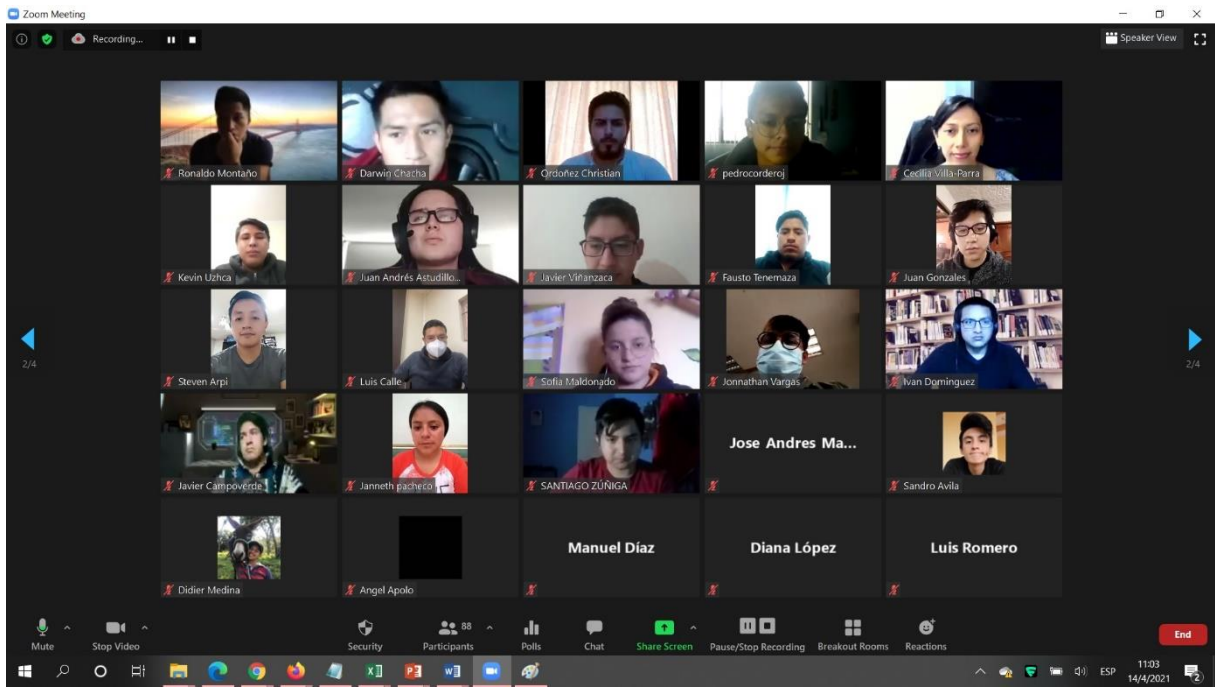 Zoom Meeting
Recording...
Speaker View
Ronaldo Montaño
Darwin Chacha
Ordoñez Christian
pedrocorderoj
Cecilia Villa-Parra
Kevin Uzhca
Juan Andrés Astudillo...
Javier Viñanzaca
Fausto Tenemaza
Juan Gonzales
2/4
2/4
Steven Arpi
Luis Calle
Sofia Maldonado
Jonnathan Vargas
Ivan Dominguez
Javier Campoverde
Janneth pacheco
SANTIAGO ZÚÑIGA
Jose Andres Ma...
Sandro Avila
Didier Medina
Angel Apolo
Manuel Díaz
Diana López
Luis Romero
Mute
Stop Video
Security
88
Participants
Polls
Chat
Share Screen
Pause/Stop Recording
Breakout Rooms
Reactions
End
ESP
11:03
14/4/2021
2